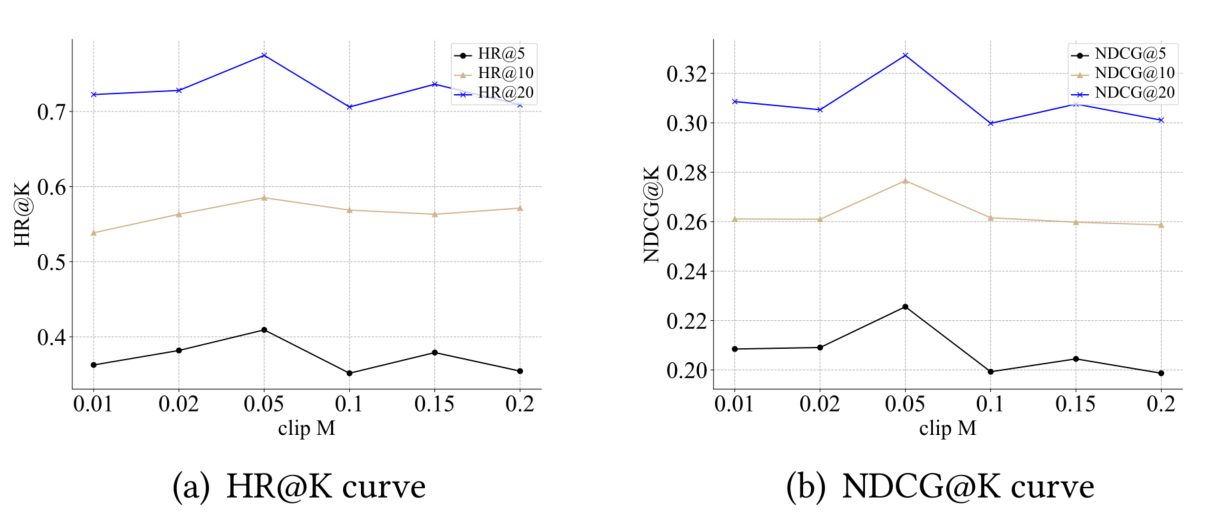 HR@5
HR@10
HR@20
0.7
0.6
0.5
0.4
HR@K
0.01 0.02 0.05 0.1 0.15 0.2
clip M
(a) HR@K curve
NDCG@5
NDCG@10
NDCG@20
0.32
0.30
0.28
0.26
0.24
0.22
0.20
NDCG@K
0.01 0.02 0.05 0.1 0.15 0.2
clip M
(b) NDCG@K curve